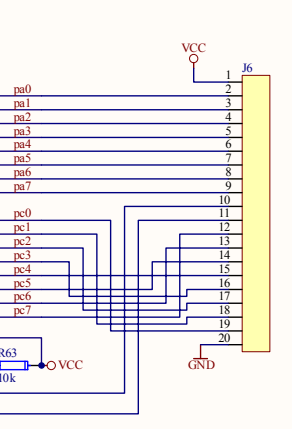 VCC
J6
1
pa0 2
pa1 3
pa2 4
pa3 5
pa4 6
pa5 7
pa6 8
pa7 9
10
pc0 11
pc1 12
pc2 13
pc3 14
pc4 15
pc5 16
pc6 17
pc7 18
19
20
R63 VCC GND
10k